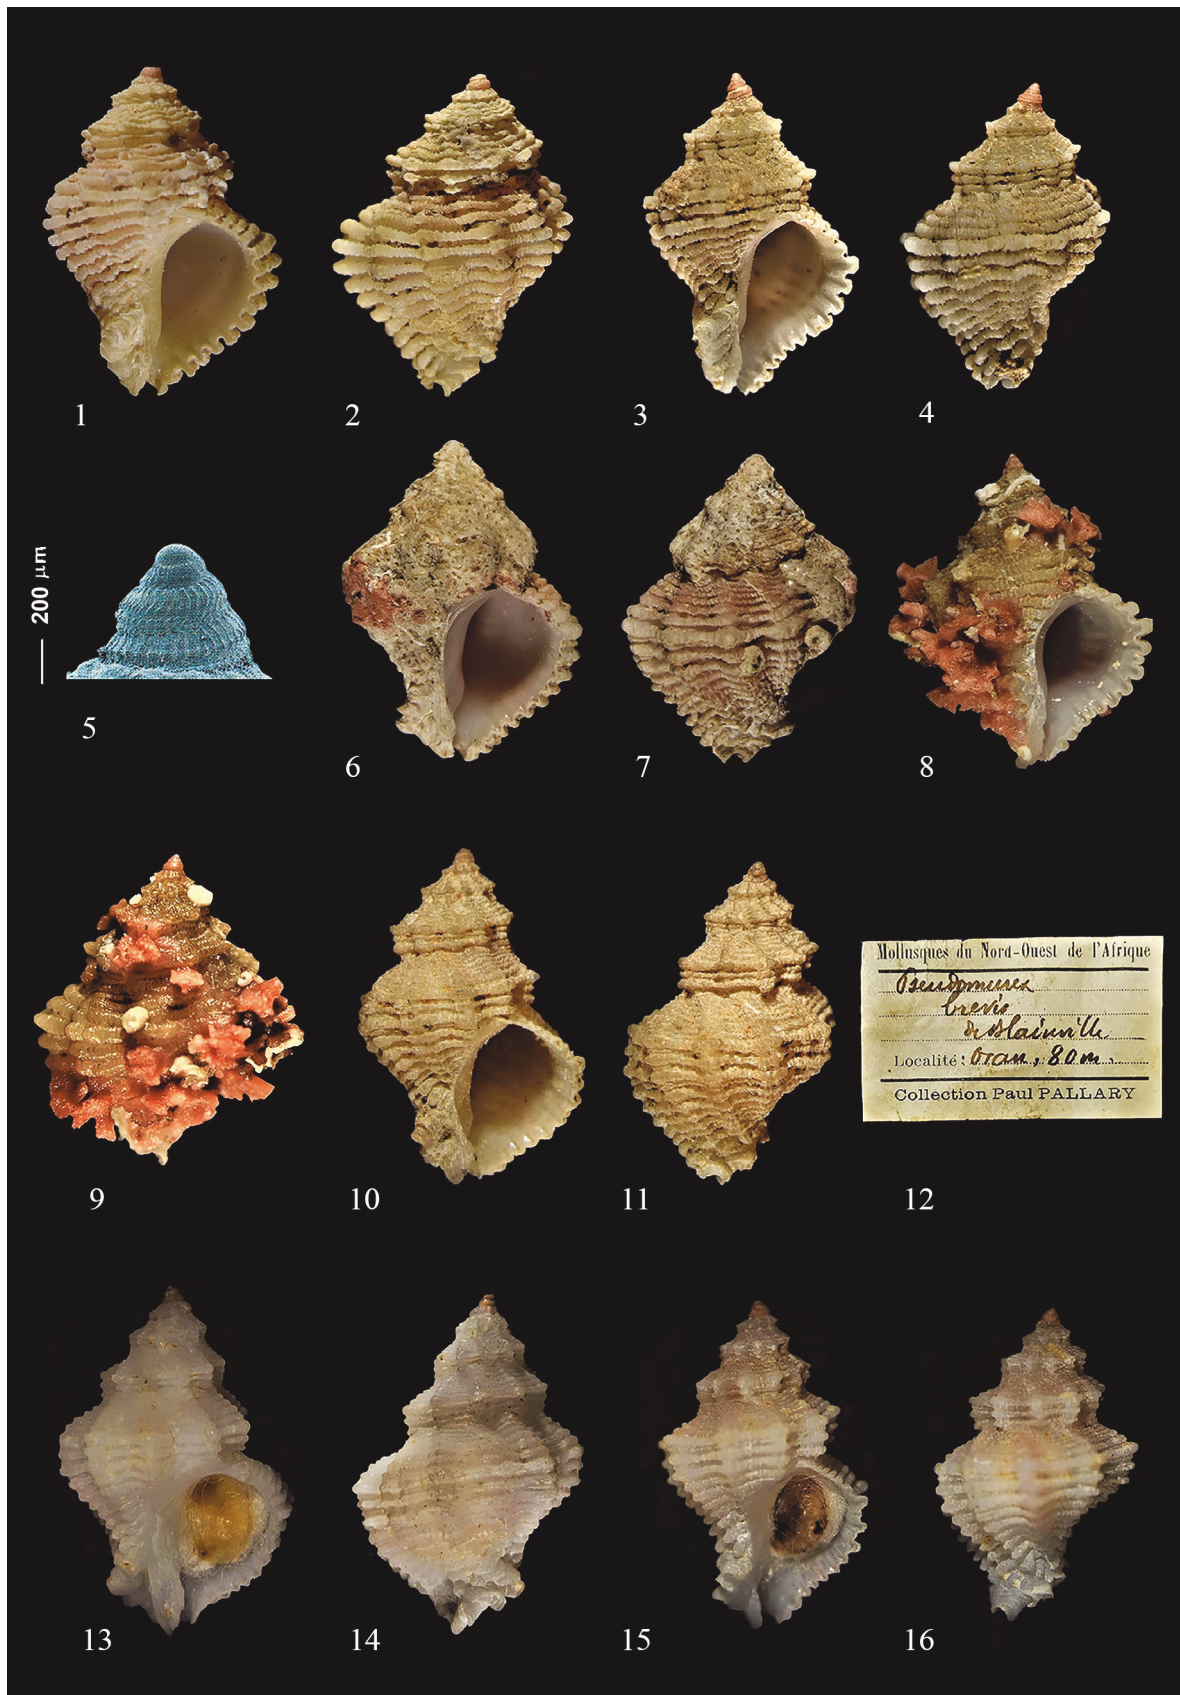 1
2
3
4
200 μm
5
6
7
8
9
10
11
Mollusques du Nord-Ouest de l'Afrique
Pseudomurex
brevis
de Blainville
Localité: Oran, 80 m.
Collection Paul PALLARY
12
13
14
15
16